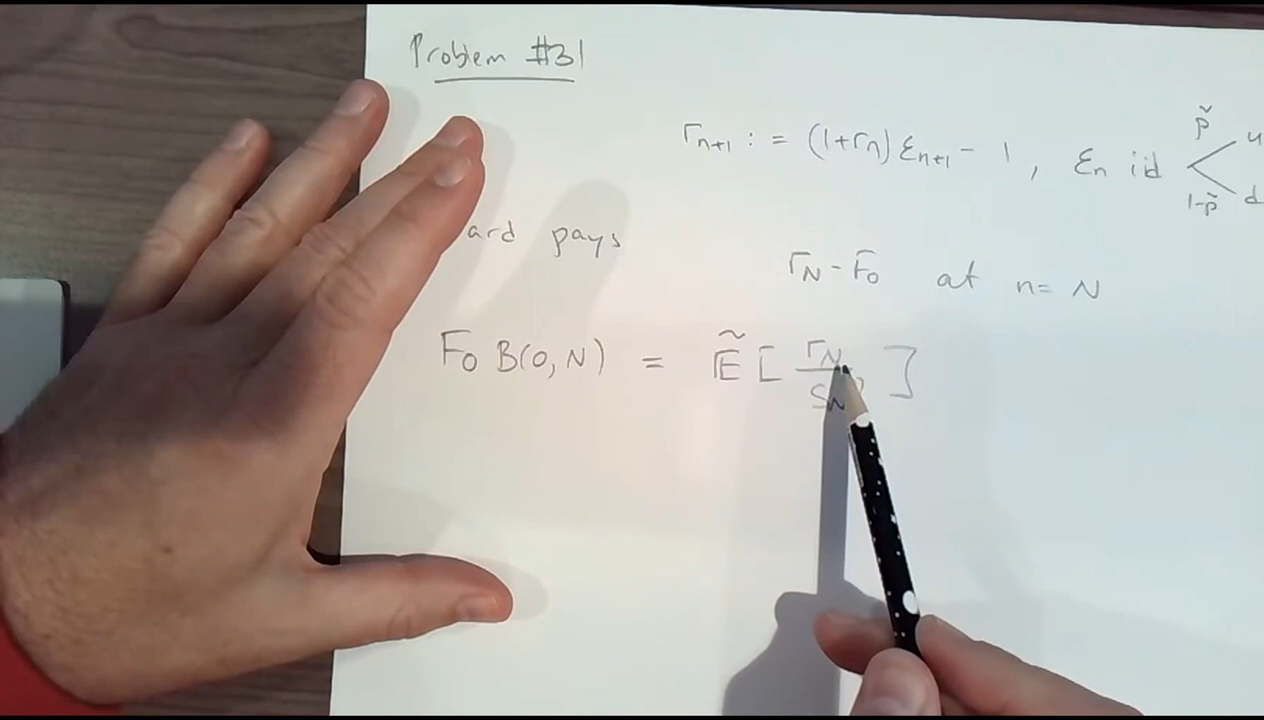 Problem #31
r_{n+1} := (1+r_n) ε_{n+1} - 1 , ε_n iid p̃ u
1-p̃ d
ard pays r_N - F_0 at n = N
F_0 B(0,N) = Ẽ [ r_N / S_N ]